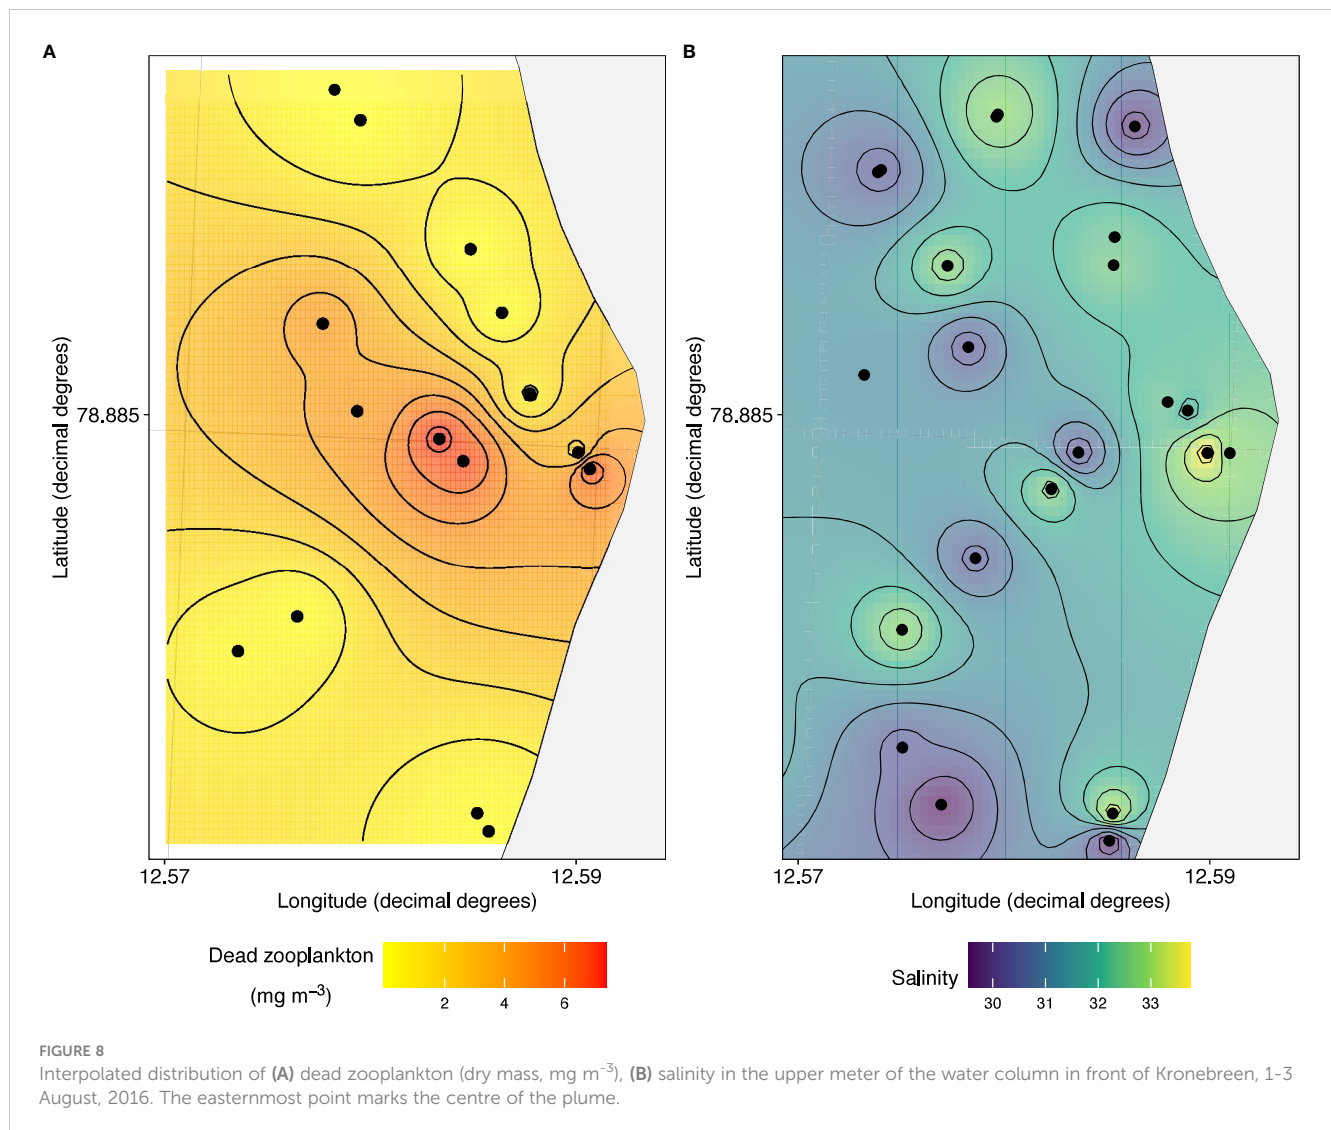 A
B
Latitude (decimal degrees)
78.885
12.57
12.59
Longitude (decimal degrees)
Latitude (decimal degrees)
78.885
12.57
12.59
Longitude (decimal degrees)
Dead zooplankton
(mg m⁻³)
2 4 6
Salinity
30 31 32 33
FIGURE 8
Interpolated distribution of (A) dead zooplankton (dry mass, mg m⁻³), (B) salinity in the upper meter of the water column in front of Kronebreen, 1-3
August, 2016. The easternmost point marks the centre of the plume.